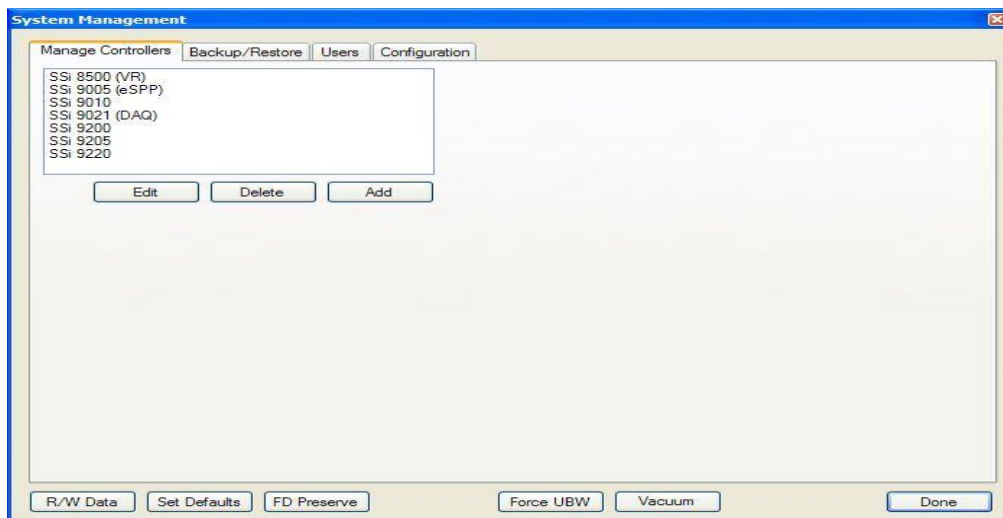 System Management
Manage Controllers Backup/Restore Users Configuration
SSi 8500 (VR)
SSi 9005 (eSPP)
SSi 9010
SSi 9021 (DAQ)
SSi 9200
SSi 9205
SSi 9220
Edit Delete Add
R/W Data Set Defaults FD Preserve Force UBW Vacuum Done